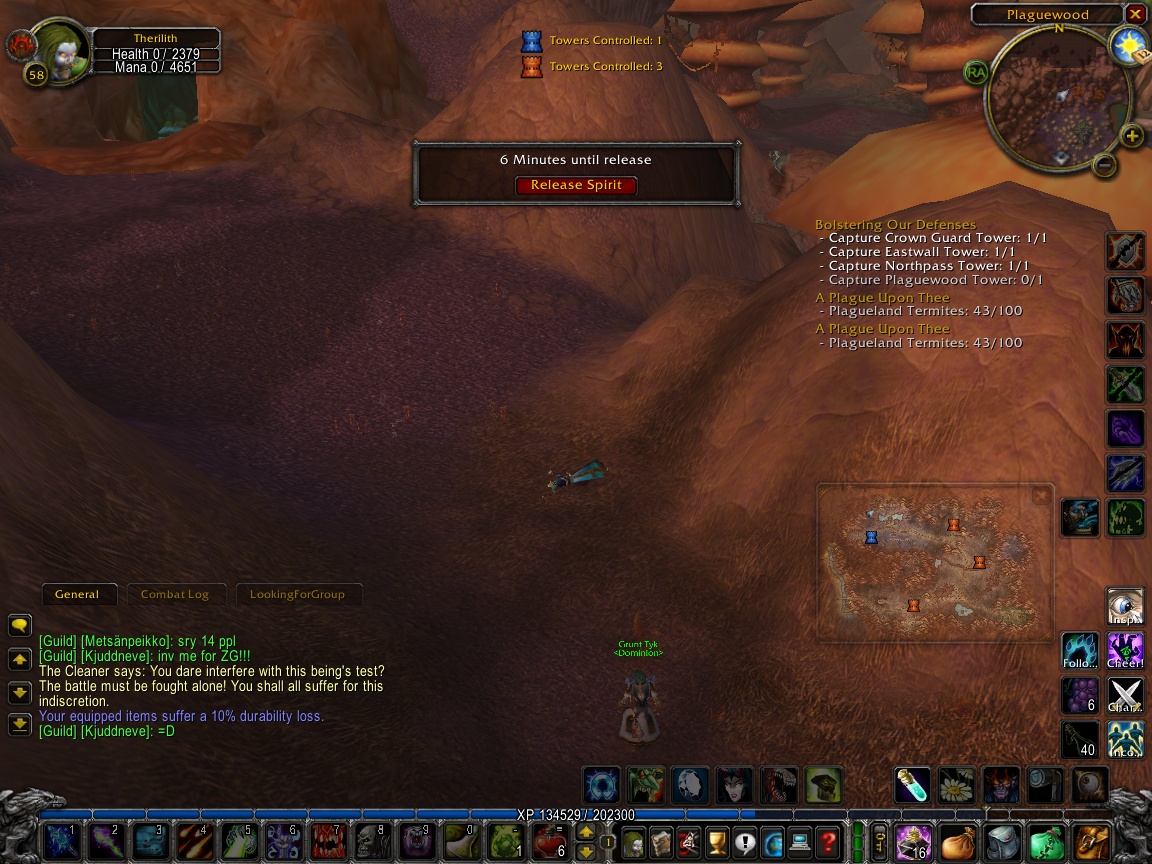 Therilith
Health 0 / 2379
Mana 0 / 4651
58
Towers Controlled: 1
Towers Controlled: 3
Plaguewood
N
RA
6 Minutes until release
Release Spirit
Bolstering Our Defenses
- Capture Crown Guard Tower: 1/1
- Capture Eastwall Tower: 1/1
- Capture Northpass Tower: 1/1
- Capture Plaguewood Tower: 0/1
A Plague Upon Thee
- Plagueland Termites: 43/100
A Plague Upon Thee
- Plagueland Termites: 43/100
General
Combat Log
LookingForGroup
[Guild] [Metsänpeikko]: sry 14 ppl
[Guild] [Kjuddneve]: inv me for ZG!!!
The Cleaner says: You dare interfere with this being's test?
The battle must be fought alone! You shall all suffer for this
indiscretion.
Your equipped items suffer a 10% durability loss.
[Guild] [Kjuddneve]: =D
Grunt Tyk
<Dominion>
Inspi..
Follo...
Cheer!
6
Char..
40
Inco..
XP 134529 / 202300
1
2
3
4
5
6
7
8
9
0
-
1
=
6
1
16